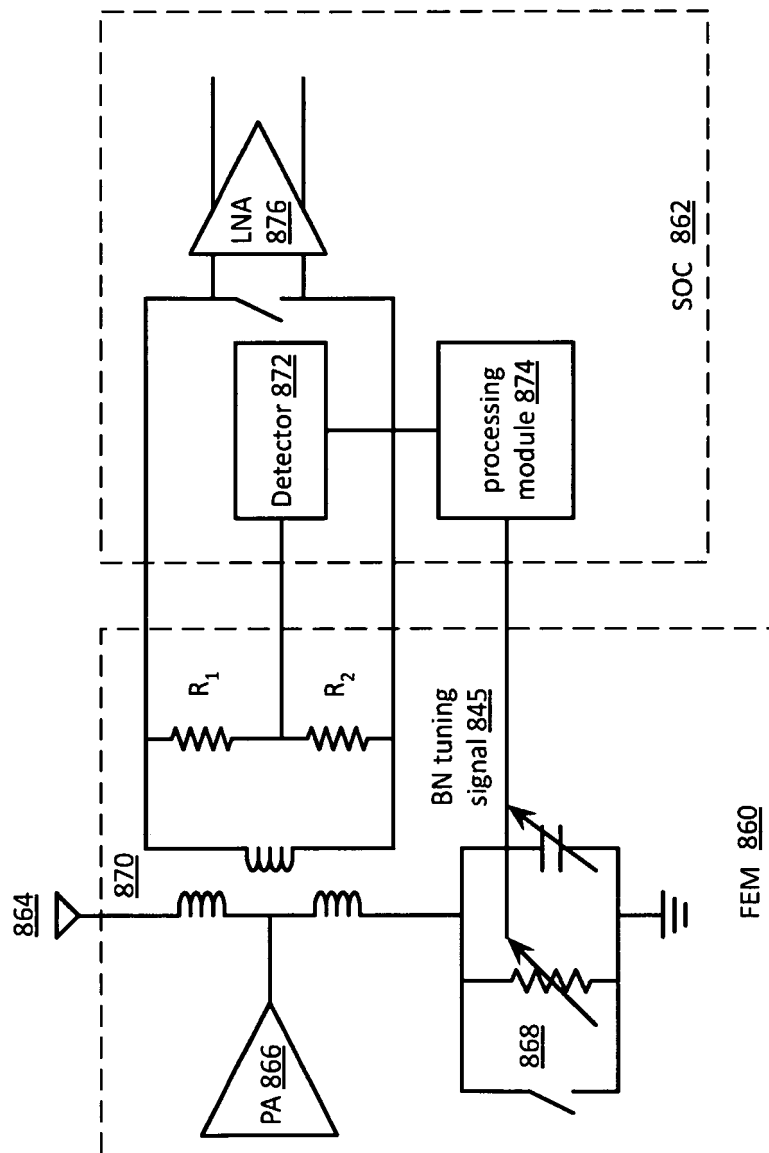 864
870
PA 866
R1
R2
868
BN tuning
signal 845
FEM 860
Detector 872
LNA
876
processing
module 874
SOC 862